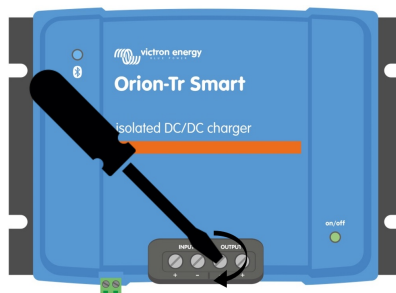 victron energy
BLUE POWER
Orion-Tr Smart
isolated DC/DC charger
on/off
INPUT OUTPUT
+ - +